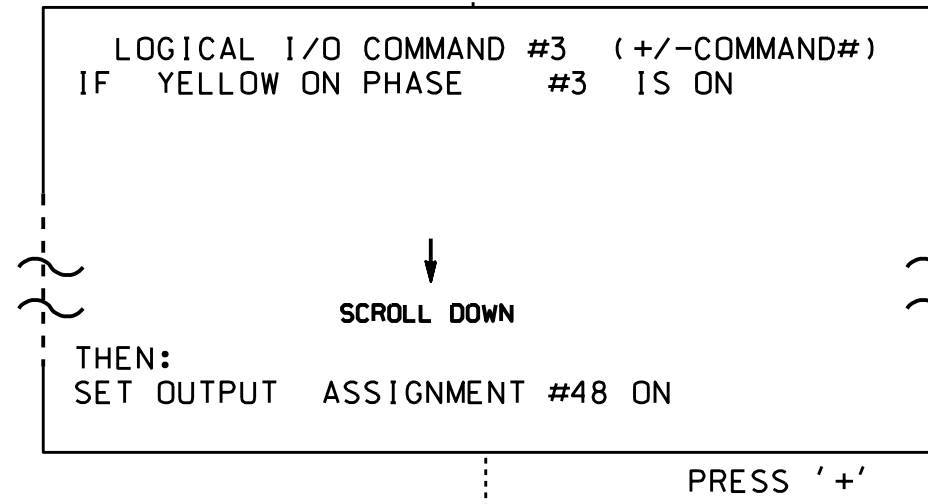 LOGICAL I/O COMMAND #3 (+/-COMMAND#)
IF YELLOW ON PHASE #3 IS ON
SCROLL DOWN
THEN:
SET OUTPUT ASSIGNMENT #48 ON
PRESS '+'